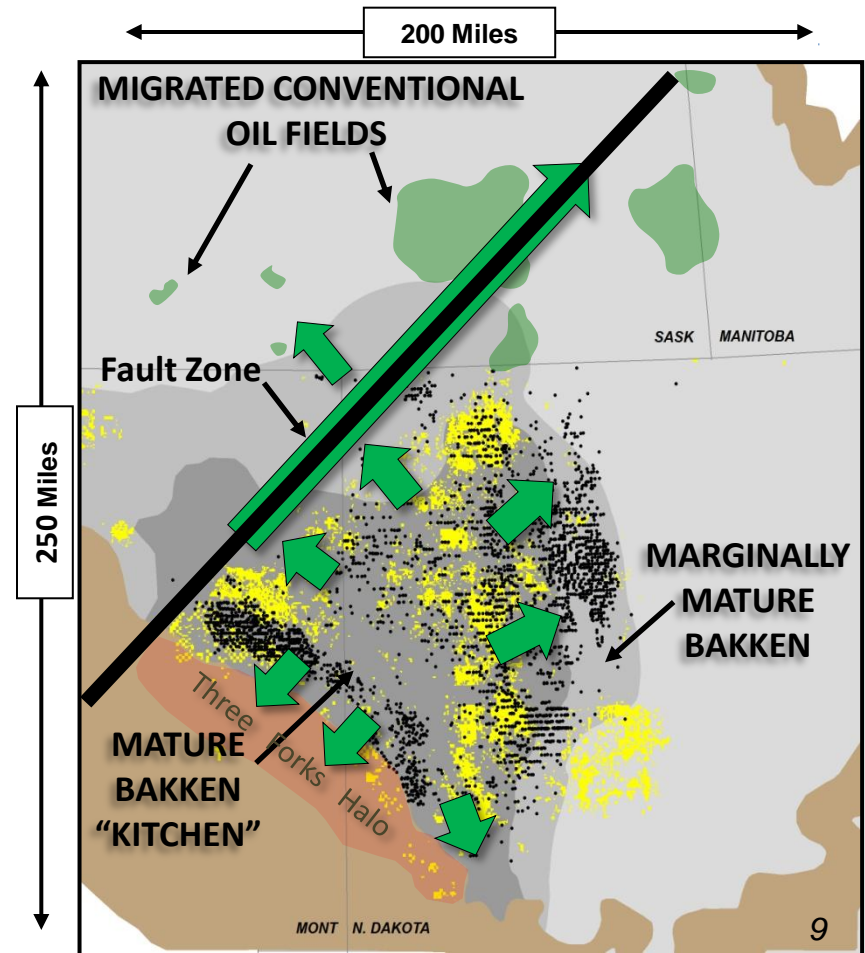 200 Miles
250 Miles
MIGRATED CONVENTIONAL
OIL FIELDS
SASK
MANITOBA
Fault Zone
MARGINALLY
MATURE
BAKKEN
Three Forks Halo
MATURE
BAKKEN
“KITCHEN”
MONT
N. DAKOTA
9